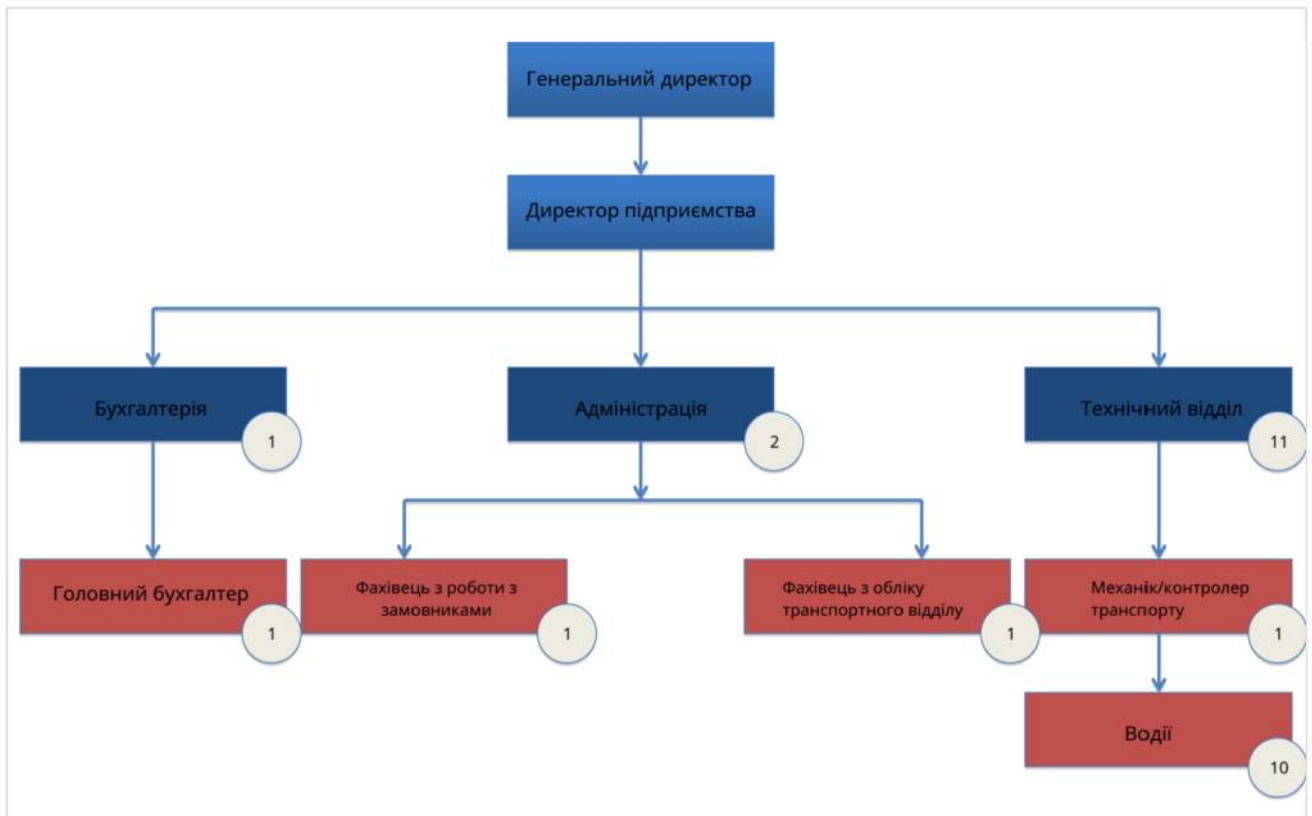 Генеральний директор
Директор підприємства
Бухгалтерія
1
Адміністрація
2
Технічний відділ
11
Головний бухгалтер
1
Фахівець з роботи з
замовниками
1
Фахівець з обліку
транспортного відділу
1
Механік/контролер
транспорту
1
Водії
10